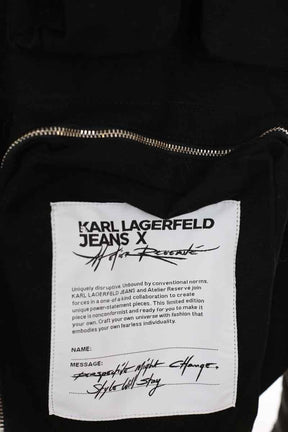 KARL LAGERFELD
JEANS X
Atelier Reservé
Uniquely disruptive Unbound by conventional norms.
KARL LAGERFELD JEANS and Atelier Reserve join
forces in a one-of a kind collaboration to create
unique power-statement pieces. This limited edition
piece is nonconformist and ready for you to make it
your own. Craft your own universe with fashion that
embodies your own fearless individuality.
NAME:
MESSAGE:
Perspective Might Change.
Style Will Stay